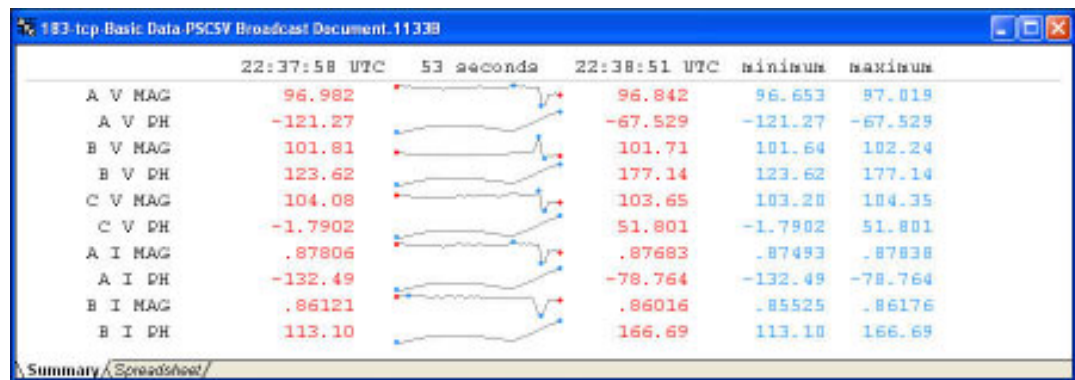 183-tcp-Basic Data-PSCSV Broadcast Document.1133B
22:37:58 UTC 53 seconds 22:38:51 UTC minimum maximum
A V MAG 96.982 96.842 96.653 97.019
A V PH -121.27 -67.529 -121.27 -67.529
B V MAG 101.81 101.71 101.64 102.24
B V PH 123.62 177.14 123.62 177.14
C V MAG 104.08 103.65 103.20 104.35
C V PH -1.7902 51.801 -1.7902 51.801
A I MAG .87806 .87683 .87493 .87838
A I PH -132.49 -78.764 -132.49 -78.764
B I MAG .86121 .86016 .85525 .86176
B I PH 113.10 166.69 113.10 166.69
Summary Spreadsheet